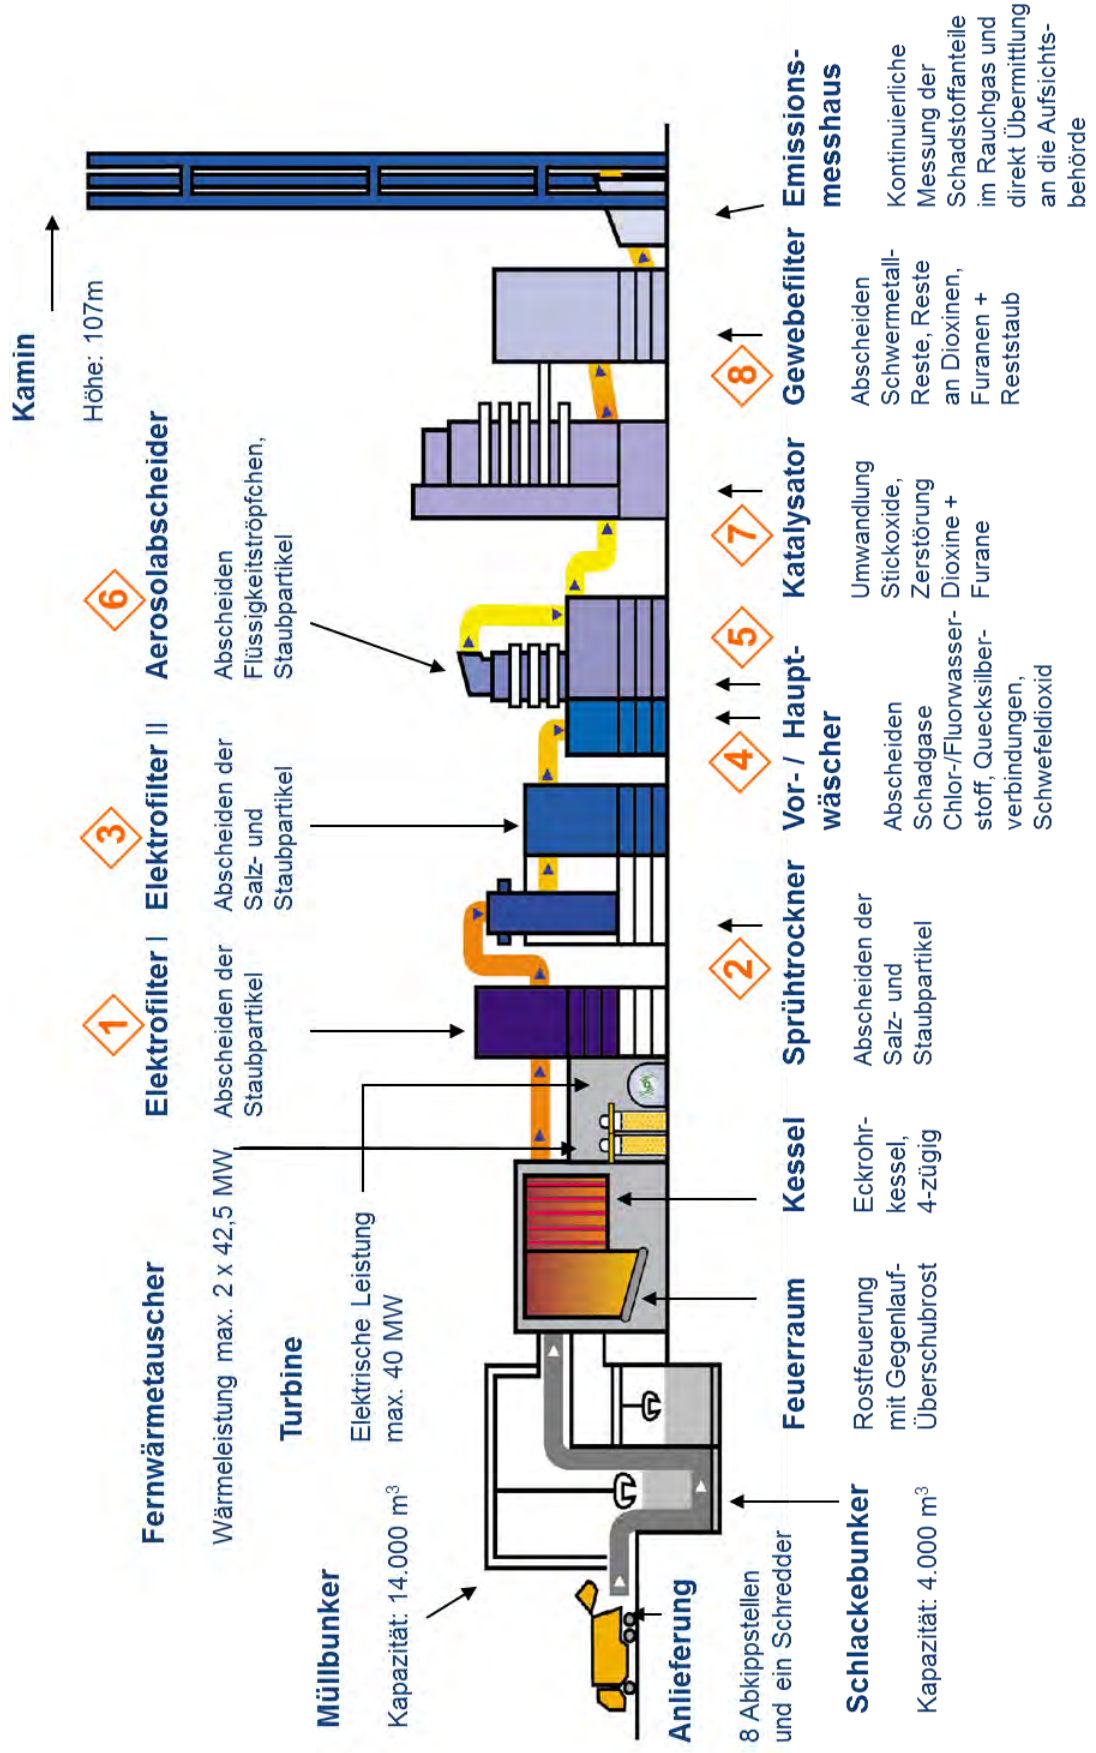 Kamin
Höhe: 107m
6
Aerosolabscheider
Abscheiden
Flüssigkeitströpfchen,
Staubpartikel
3
Elektrofilter II
Abscheiden der
Salz- und
Staubpartikel
1
Elektrofilter I
Abscheiden der
Staubpartikel
Fernwärmetauscher
Wärmeleistung max. 2 x 42,5 MW
Turbine
Elektrische Leistung
max. 40 MW
Müllbunker
Kapazität: 14.000 m³
Anlieferung
8 Abkippstellen
und ein Schredder
Schlackebunker
Kapazität: 4.000 m³
Feuerraum
Rostfeuerung
mit Gegenlauf-
Überschubrost
Kessel
Eckrohr-
kessel,
4-zügig
2
Sprühtrockner
Abscheiden der
Salz- und
Staubpartikel
4
5
Vor- / Haupt-
wäscher
Abscheiden
Schadgase
Chlor-/Fluorwasser-
stoff, Quecksilber-
verbindungen,
Schwefeldioxid
7
Katalysator
Umwandlung
Stickoxide,
Zerstörung
Dioxine +
Furane
8
Gewebefilter
Abscheiden
Schwermetall-
Reste, Reste
an Dioxinen,
Furanen +
Reststaub
Emissions-
messhaus
Kontinuierliche
Messung der
Schadstoffanteile
im Rauchgas und
direkt Übermittlung
an die Aufsichts-
behörde